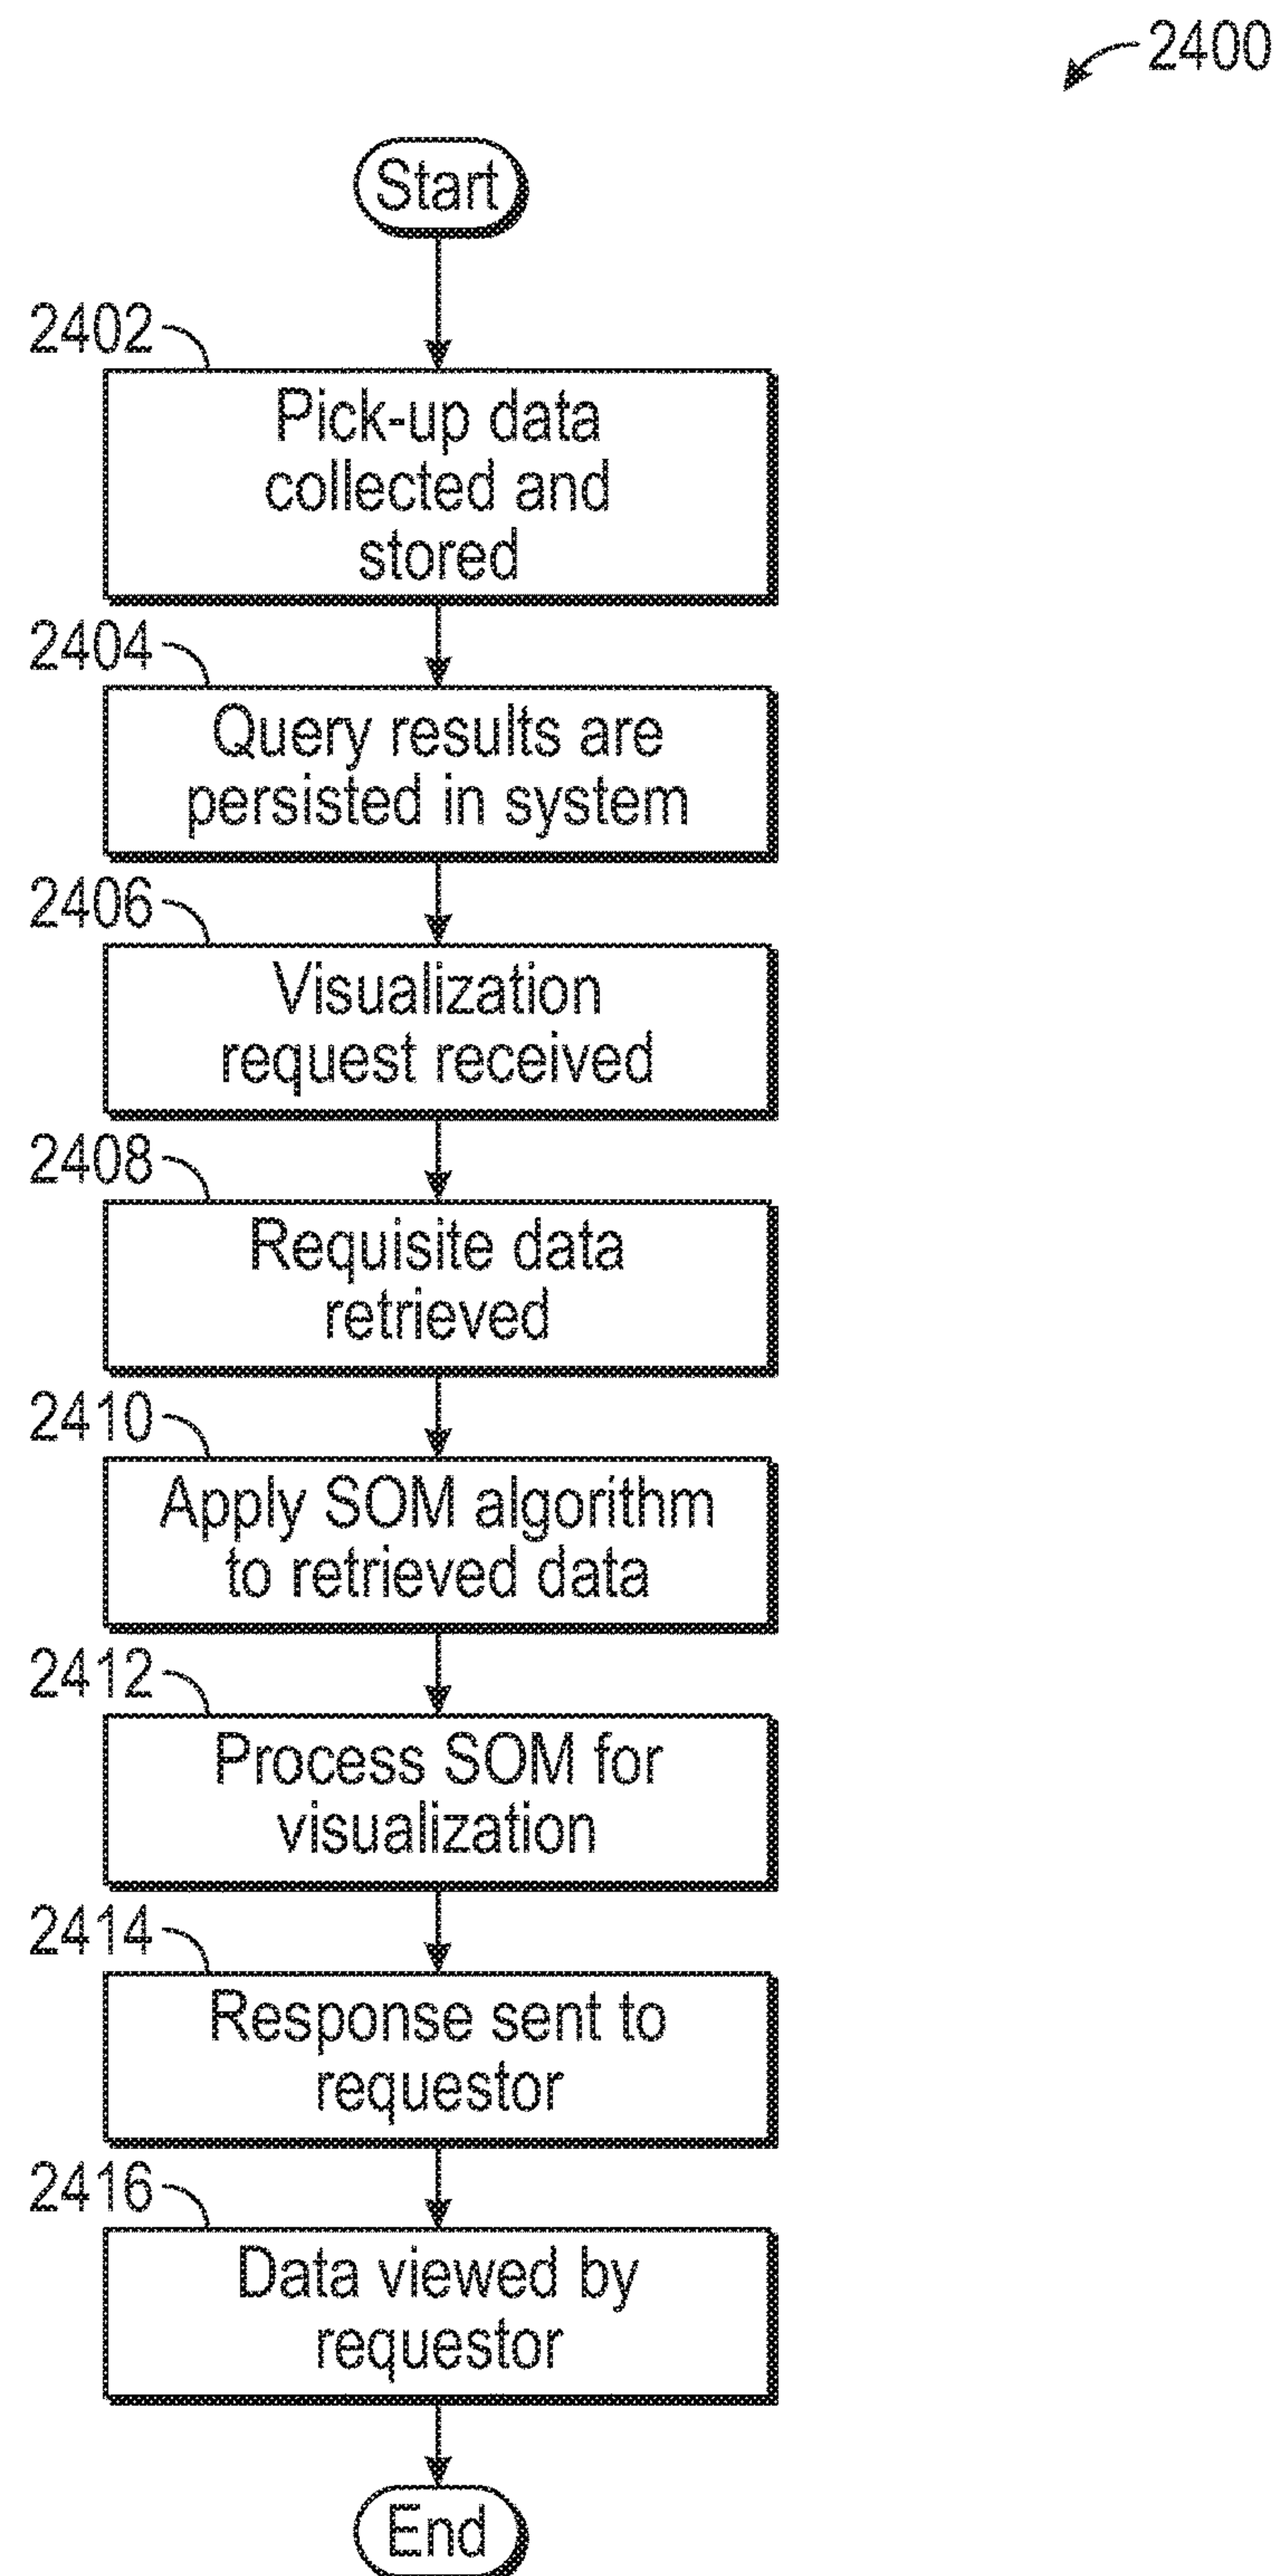 2400
Start
2402
Pick-up data
collected and
stored
2404
Query results are
persisted in system
2406
Visualization
request received
2408
Requisite data
retrieved
2410
Apply SOM algorithm
to retrieved data
2412
Process SOM for
visualization
2414
Response sent to
requestor
2416
Data viewed by
requestor
End